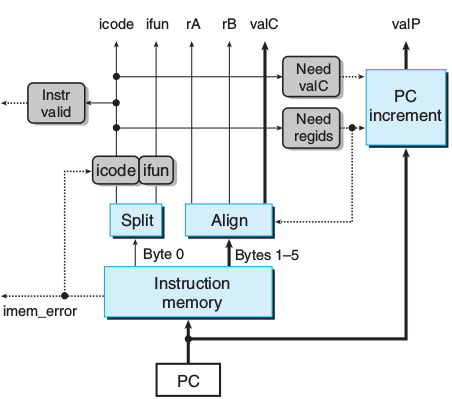 icode ifun rA rB valC valP
Need
valC
Instr
valid
PC
increment
Need
regids
icode ifun
Split Align
Byte 0 Bytes 1–5
Instruction
memory
imem_error
PC